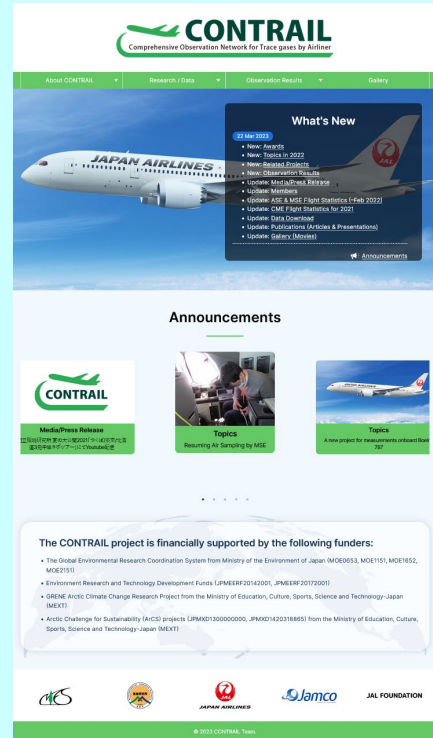 CONTRAIL
Comprehensive Observation Network for Trace gases by Airliner
About CONTRAIL ▼
Research / Data ▼
Observation Results ▼
Gallery
JAPAN AIRLINES
JAL
What's New
22 Mar 2023
• New: Awards
• New: Topics in 2022
• New: Related Projects
• New: Observation Results
• Update: Media/Press Release
• Update: Members
• Update: ASE & MSE Flight Statistics (-Feb 2022)
• Update: CME Flight Statistics for 2021
• Update: Data Download
• Update: Publications (Articles & Presentations)
• Update: Gallery (Movies)
Announcements
Announcements
CONTRAIL
Media/Press Release
Topics
Resuming Air Sampling by MSE
Topics
A new project for measurements onboard Boein
787
The CONTRAIL project is financially supported by the following funders:
• The Global Environmental Research Coordination System from Ministry of the Environment of Japan (MOE0653, MOE1151, MOE1652,
MOE2151)
• Environment Research and Technology Development Funds (JPMEERF20142001, JPMEERF20172001)
• GRENE Arctic Climate Change Research Project from the Ministry of Education, Culture, Sports, Science and Technology-Japan
(MEXT)
• Arctic Challenge for Sustainability (ArCS) projects (JPMXD1300000000, JPMXD1420318865) from the Ministry of Education, Culture,
Sports, Science and Technology-Japan (MEXT)
JAPAN AIRLINES
Jamco
JAL FOUNDATION
© 2023 CONTRAIL Team.